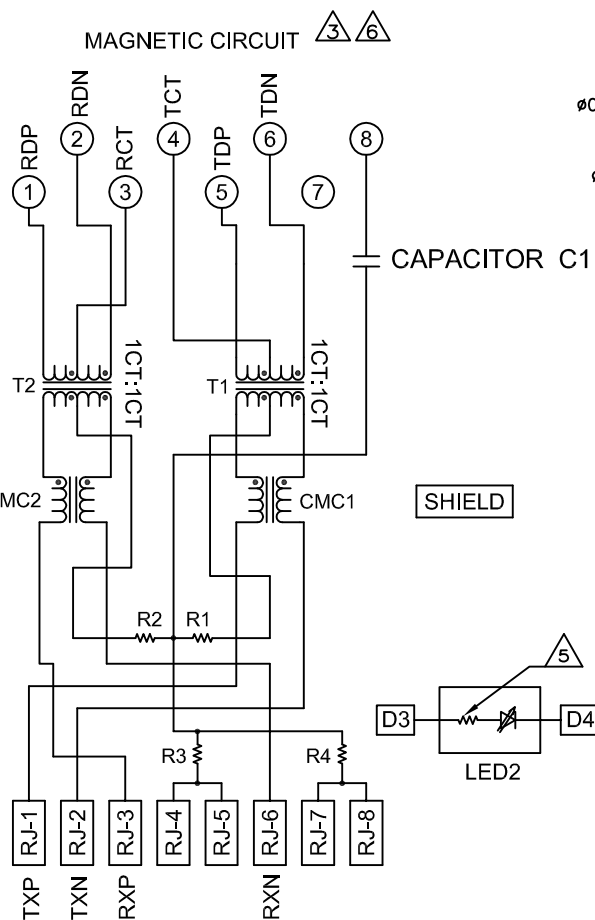 MAGNETIC CIRCUIT 3 6
RDP
RDN
RCT
TCT
TDP
TDN
1
2
3
4
5
6
7
8
CAPACITOR C1
T2
1CT:1CT
T1
1CT:1CT
MC2
CMC1
SHIELD
R2
R1
5
D3
D4
LED2
R3
R4
RJ-1
RJ-2
RJ-3
RJ-4
RJ-5
RJ-6
RJ-7
RJ-8
TXP
TXN
RXP
RXN